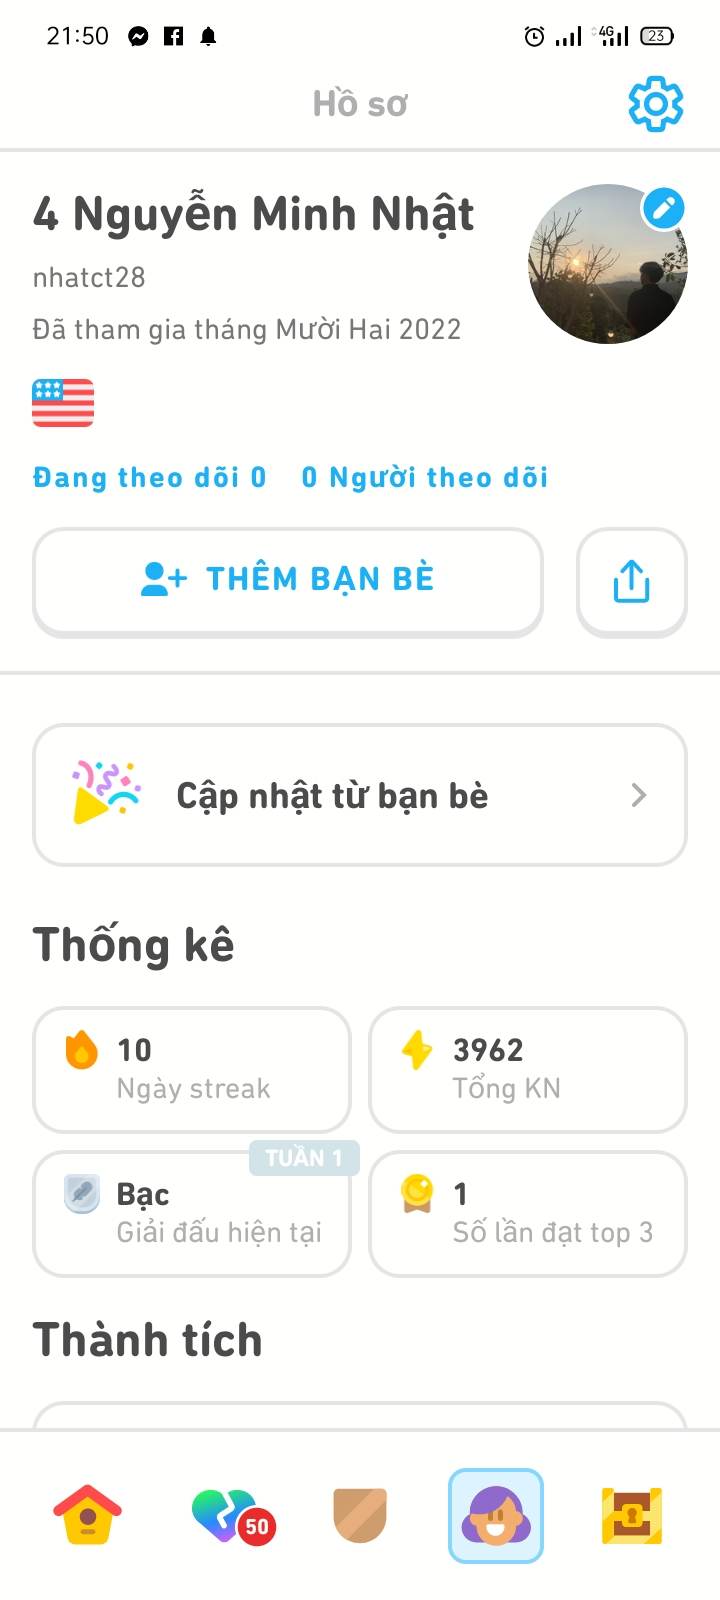 21:50
4G
23
Hồ sơ
4 Nguyễn Minh Nhật
nhatct28
Đã tham gia tháng Mười Hai 2022
Đang theo dõi 0 0 Người theo dõi
THÊM BẠN BÈ
Cập nhật từ bạn bè
Thống kê
10
Ngày streak
3962
Tổng KN
TUẦN 1
Bạc
Giải đấu hiện tại
1
Số lần đạt top 3
Thành tích
50